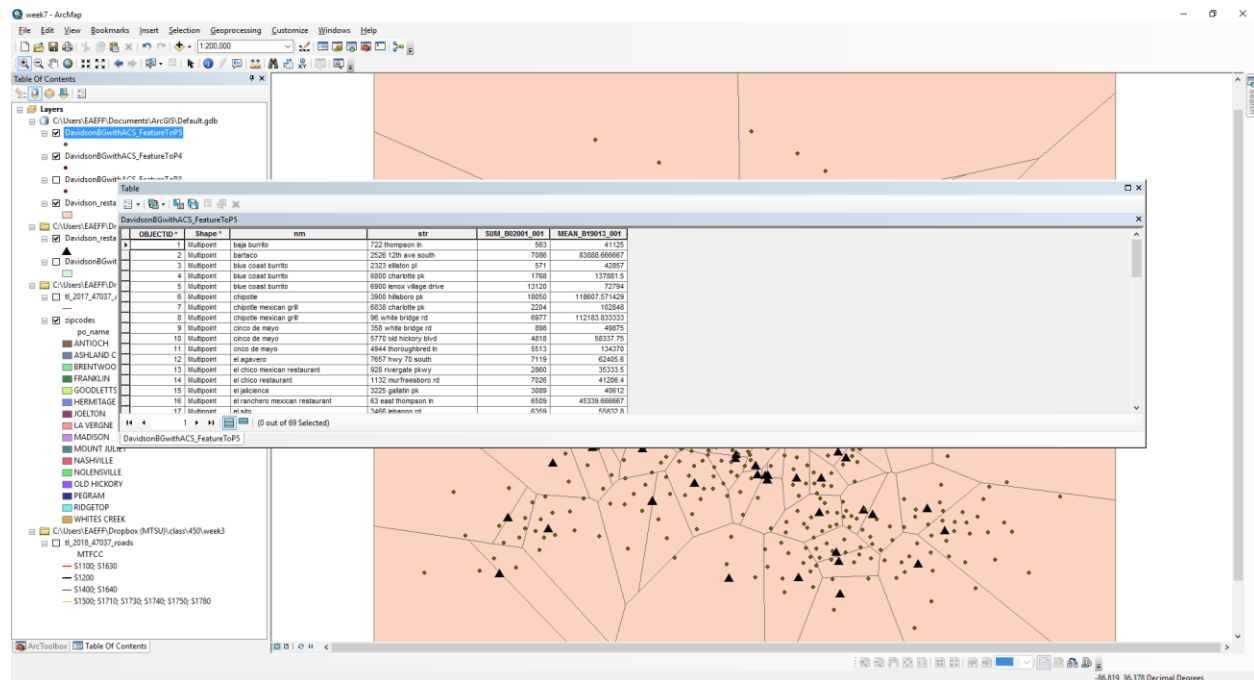 week7 - ArcMap
File Edit View Bookmarks Insert Selection Geoprocessing Customize Windows Help
1:200,000
Table Of Contents
Layers
C:\Users\EAEFF\Documents\ArcGIS\Default.gdb
DavidsonBGwithACS_FeatureToP5
DavidsonBGwithACS_FeatureToP4
DavidsonBGwithACS_FeatureToP3
Davidson_resta
C:\Users\EAEFF\Dr
Davidson_resta
DavidsonBGwit
C:\Users\EAEFF\Dr
tl_2017_47037_
zipcodes
po_name
ANTIOCH
ASHLAND C
BRENTWOO
FRANKLIN
GOODLETTS
HERMITAGE
JOELTON
LA VERGNE
MADISON
MOUNT JULIET
NASHVILLE
NOLENSVILLE
OLD HICKORY
PEGRAM
RIDGETOP
WHITES CREEK
C:\Users\EAEFF\Dropbox (MTSU)\class\450\week3
tl_2018_47037_roads
MTFCC
S1100; S1630
S1200
S1400; S1640
S1500; S1710; S1730; S1740; S1750; S1780
ArcToolbox Table Of Contents
Search
Table
DavidsonBGwithACS_FeatureToP5
OBJECTID * Shape * nm str SUM_B02001_001 MEAN_B19013_001
1 Multipoint baja burrito 722 thompson ln 563 41125
2 Multipoint bartaco 2526 12th ave south 7086 83888.666667
3 Multipoint blue coast burrito 2323 elliston pl 571 42857
4 Multipoint blue coast burrito 6800 charlotte pk 1768 137881.5
5 Multipoint blue coast burrito 6900 lenox village drive 13120 72794
6 Multipoint chipotle 3900 hillsboro pk 18050 118607.571429
7 Multipoint chipotle mexican grill 6838 charlotte pk 2204 102848
8 Multipoint chipotle mexican grill 96 white bridge rd 6977 112183.833333
9 Multipoint cinco de mayo 358 white bridge rd 898 49875
10 Multipoint cinco de mayo 5770 old hickory blvd 4818 58337.75
11 Multipoint cnco de mayo 4944 thoroughbred ln 5513 134370
12 Multipoint el agavero 7657 hwy 70 south 7119 62405.6
13 Multipoint el chico mexican restaurant 928 rivergate pkwy 2860 35333.5
14 Multipoint el chico restaurant 1132 murfreesboro rd 7026 41206.4
15 Multipoint el jalicience 3225 gallatin pk 3089 40612
16 Multipoint el ranchero mexican restaurant 63 east thompson ln 6509 45339.666667
17 Multipoint el sito 3466 lebanon rd 6359 55832.6
1 (0 out of 69 Selected)
DavidsonBGwithACS_FeatureToP5
-86.819 36.378 Decimal Degrees